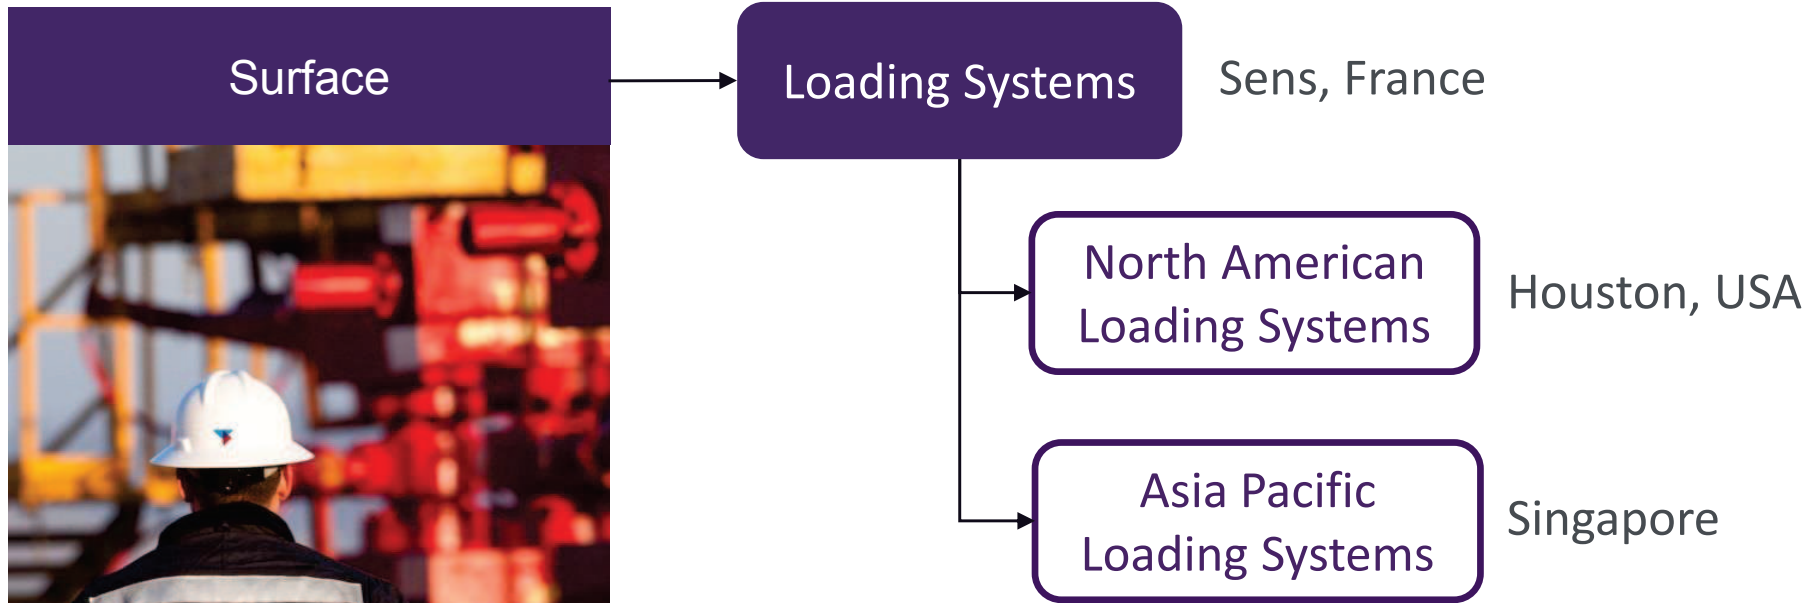 Surface
Loading Systems
Sens, France
North American
Loading Systems
Houston, USA
Asia Pacific
Loading Systems
Singapore